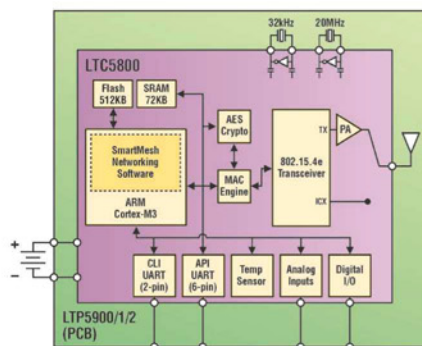 32kHz
20MHz
LTC5800
Flash
512KB
SRAM
72KB
AES
Crypto
TX
PA
SmartMesh
Networking
Software
802.15.4e
Transceiver
MAC
Engine
ARM
Cortex-M3
ICX
+
−
CLI
UART
(2-pin)
API
UART
(6-pin)
Temp
Sensor
Analog
Inputs
Digital
I/O
LTP5900/1/2
(PCB)